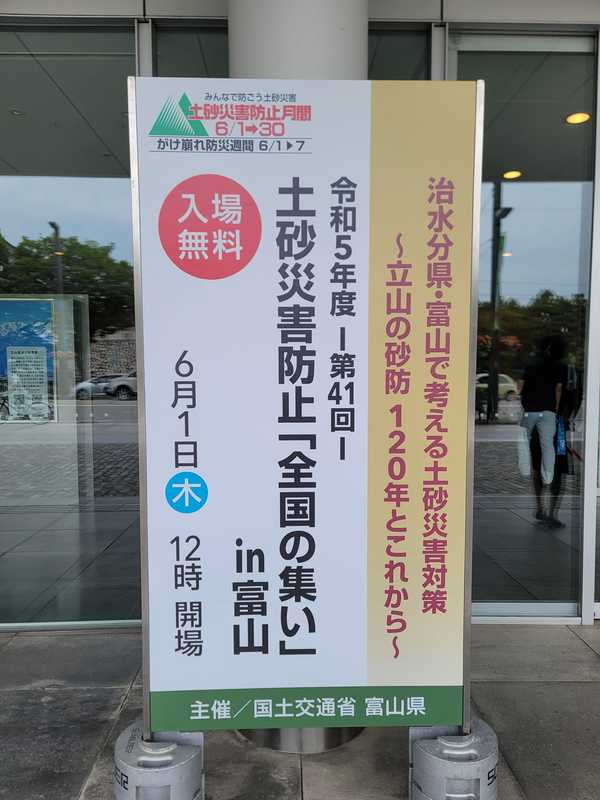 みんなで防ごう土砂災害
土砂災害防止月間
6/1➔30
がけ崩れ防災週間 6/1▶7
治水分県・富山で考える土砂災害対策
～立山の砂防 120年とこれから～
令和5年度 ー第41回ー
土砂災害防止「全国の集い」
in 富山
入場
無料
6月1日木 12時 開場
主催／国土交通省 富山県